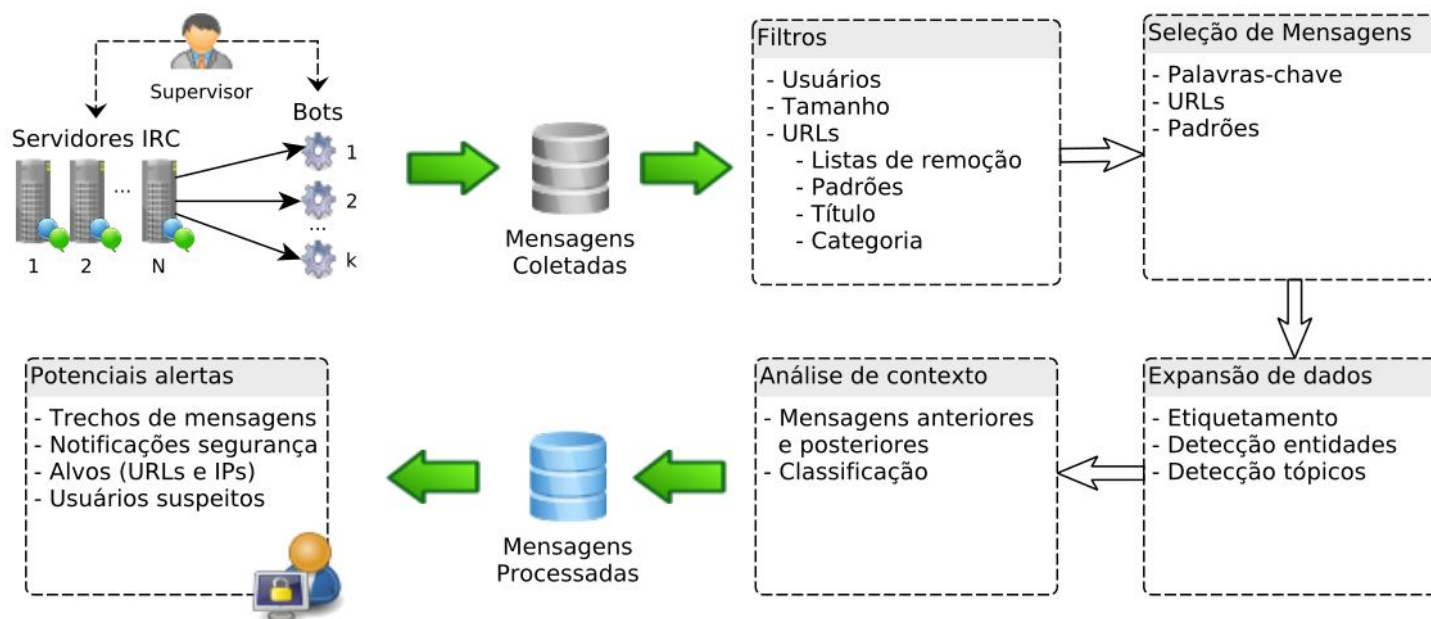 Supervisor
Servidores IRC
Bots
...
1
2
N
1
2
...
k
Mensagens
Coletadas
Filtros
- Usuários
- Tamanho
- URLs
- Listas de remoção
- Padrões
- Título
- Categoria
Seleção de Mensagens
- Palavras-chave
- URLs
- Padrões
Potenciais alertas
- Trechos de mensagens
- Notificações segurança
- Alvos (URLs e IPs)
- Usuários suspeitos
Mensagens
Processadas
Análise de contexto
- Mensagens anteriores
e posteriores
- Classificação
Expansão de dados
- Etiquetamento
- Detecção entidades
- Detecção tópicos